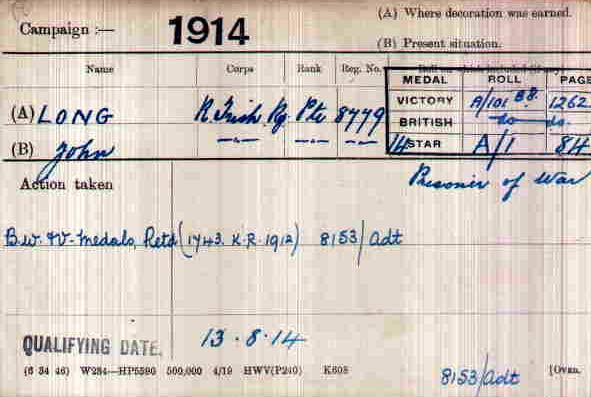 (A) Where decoration was earned.
Campaign :— 1914
(B) Present situation.
Name Corps Rank Reg. No.
MEDAL ROLL PAGE
(A) LONG R Irish Rg Pte 8779 VICTORY A/101 B8. 1262
BRITISH — do — do.
(B) John —"— —"— —"— 14 STAR A/1 84
Action taken Prisoner of War
B.W. & V. Medals, Retd (1743. K.R. 1912) 8153/Adt
QUALIFYING DATE. 13 . 8 . 14
(6 34 46) W234—HP5590 500,000 4/19 HWV(P240) K608
8153/Adt [Over.